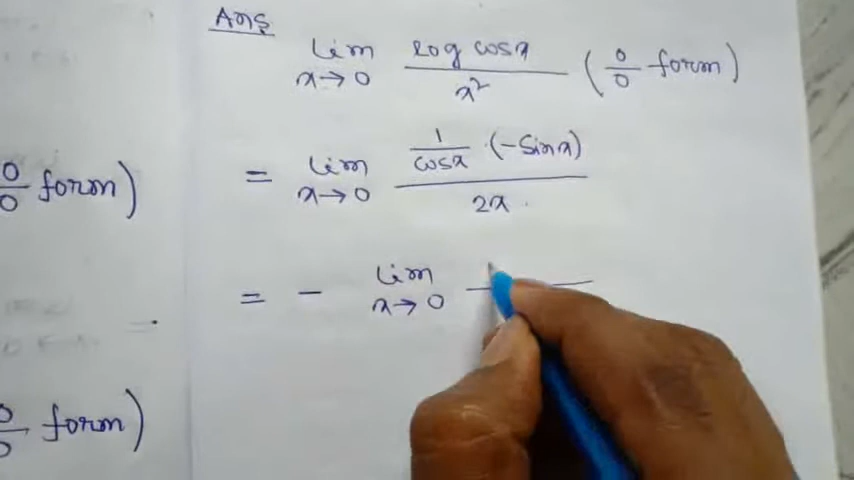 Ans
lim x→0 log cosx / x² (0/0 form)
0/0 form)
= lim x→0 1/cosx · (-Sinx) / 2x
= - lim x→0
0/0 form)